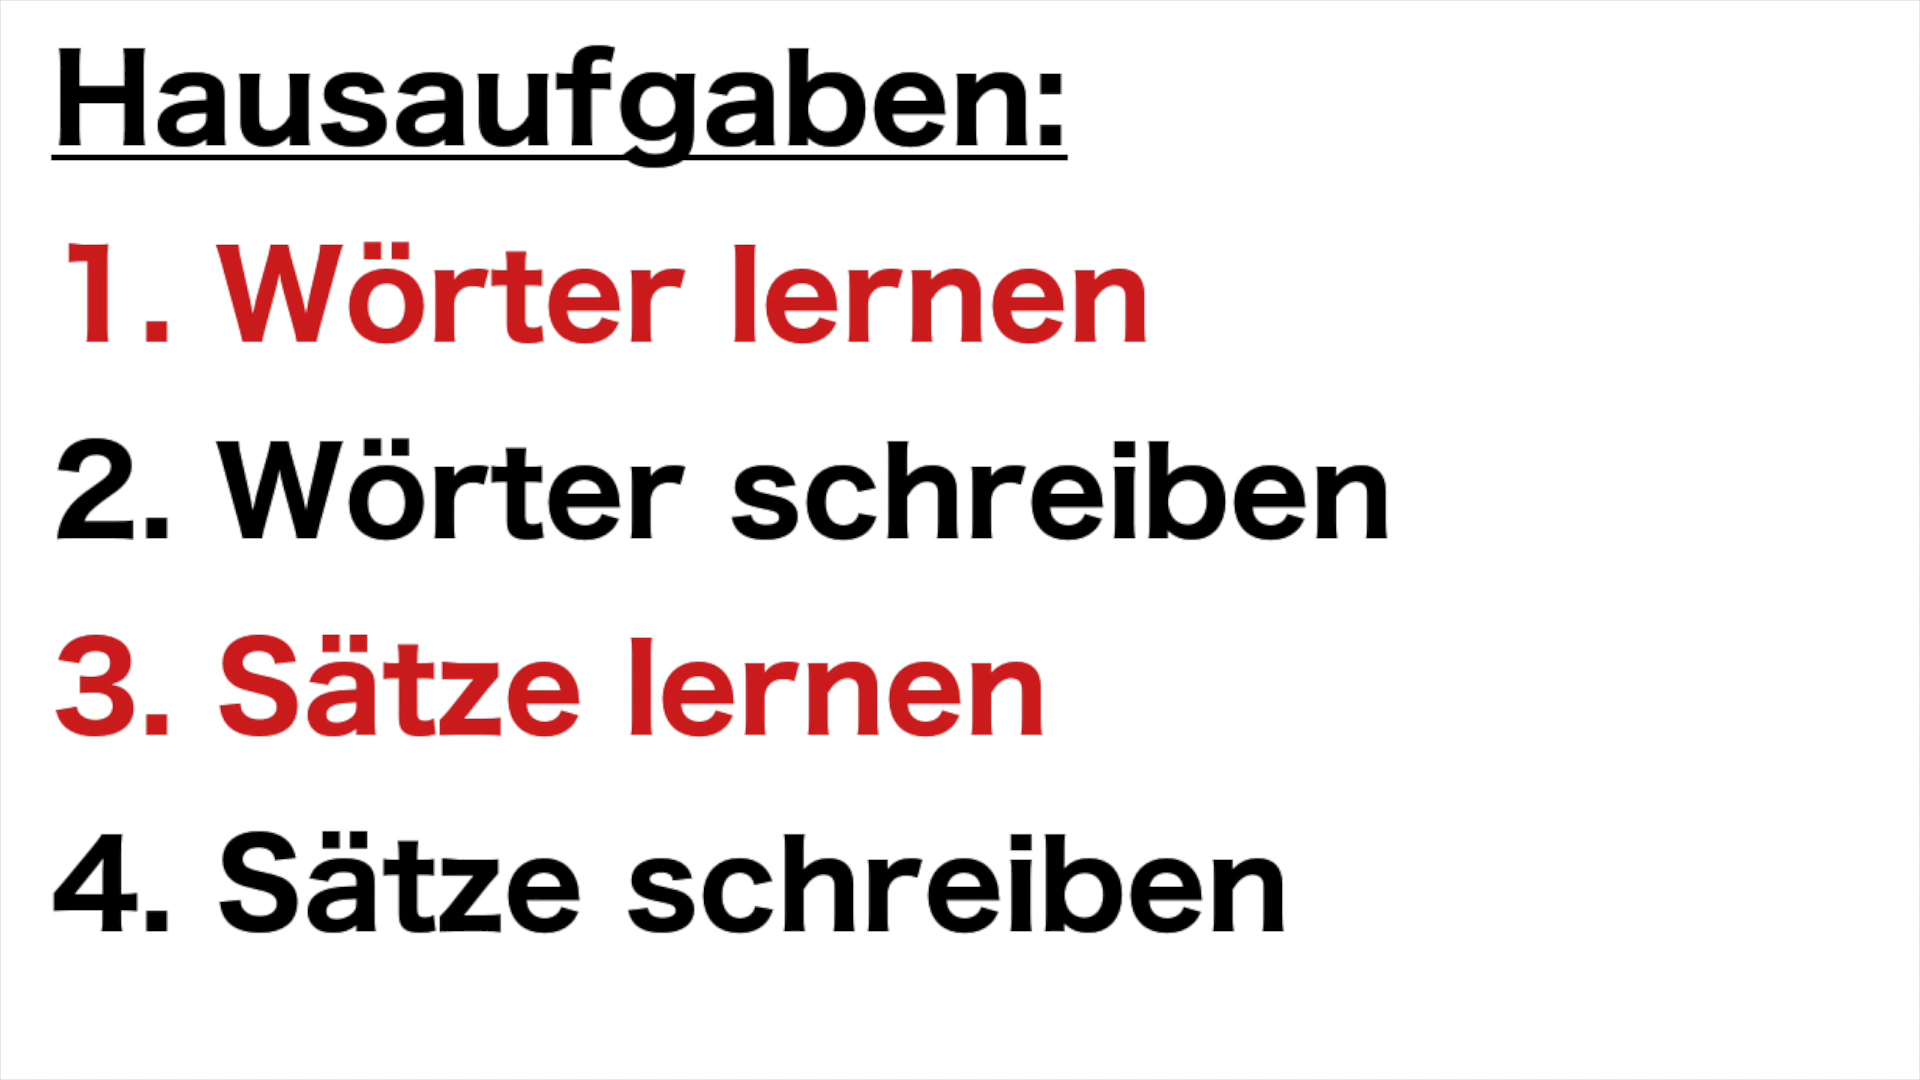 Hausaufgaben:
1. Wörter lernen
2. Wörter schreiben
3. Sätze lernen
4. Sätze schreiben